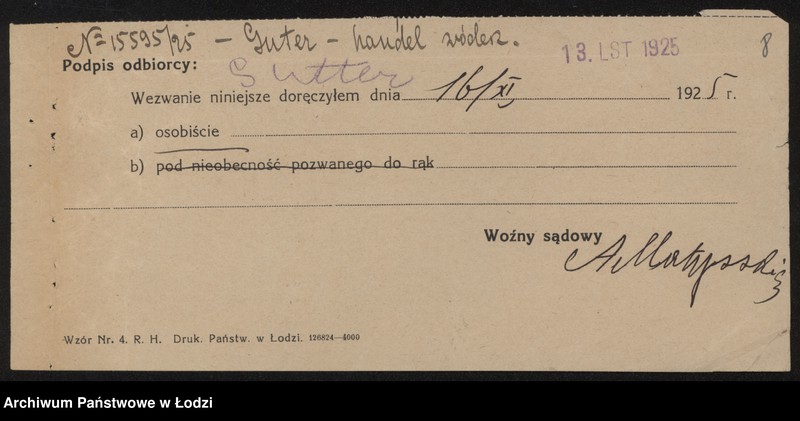 № 15595/25 – Guter – handel wódek.
13. LST 1925
8
Podpis odbiorcy: Gutter
Wezwanie niniejsze doręczyłem dnia 16/XI 1925 r.
a) osobiście
b) pod nieobecność pozwanego do rąk
Woźny sądowy
Wzór Nr. 4. R. H. Druk. Państw. w Łodzi. 126824—4000
Archiwum Państwowe w Łodzi